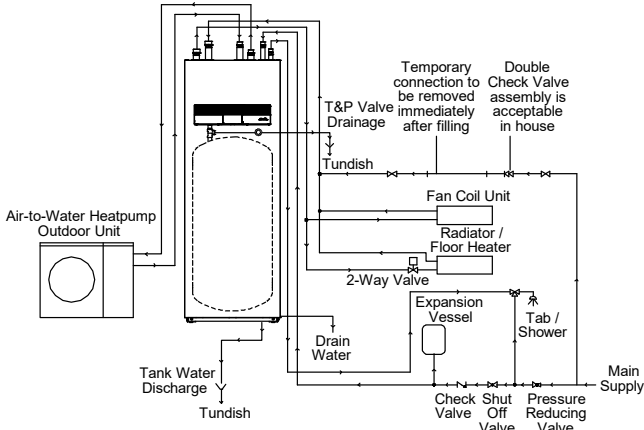 Temporary
connection to
be removed
immediately
after filling
Double
Check Valve
assembly is
acceptable
in house
T&P Valve
Drainage
Tundish
Fan Coil Unit
Radiator /
Floor Heater
2-Way Valve
Air-to-Water Heatpump
Outdoor Unit
Expansion
Vessel
Tab /
Shower
Drain
Water
Tank Water
Discharge
Tundish
Check
Valve
Shut
Off
Valve
Pressure
Reducing
Valve
Main
Supply